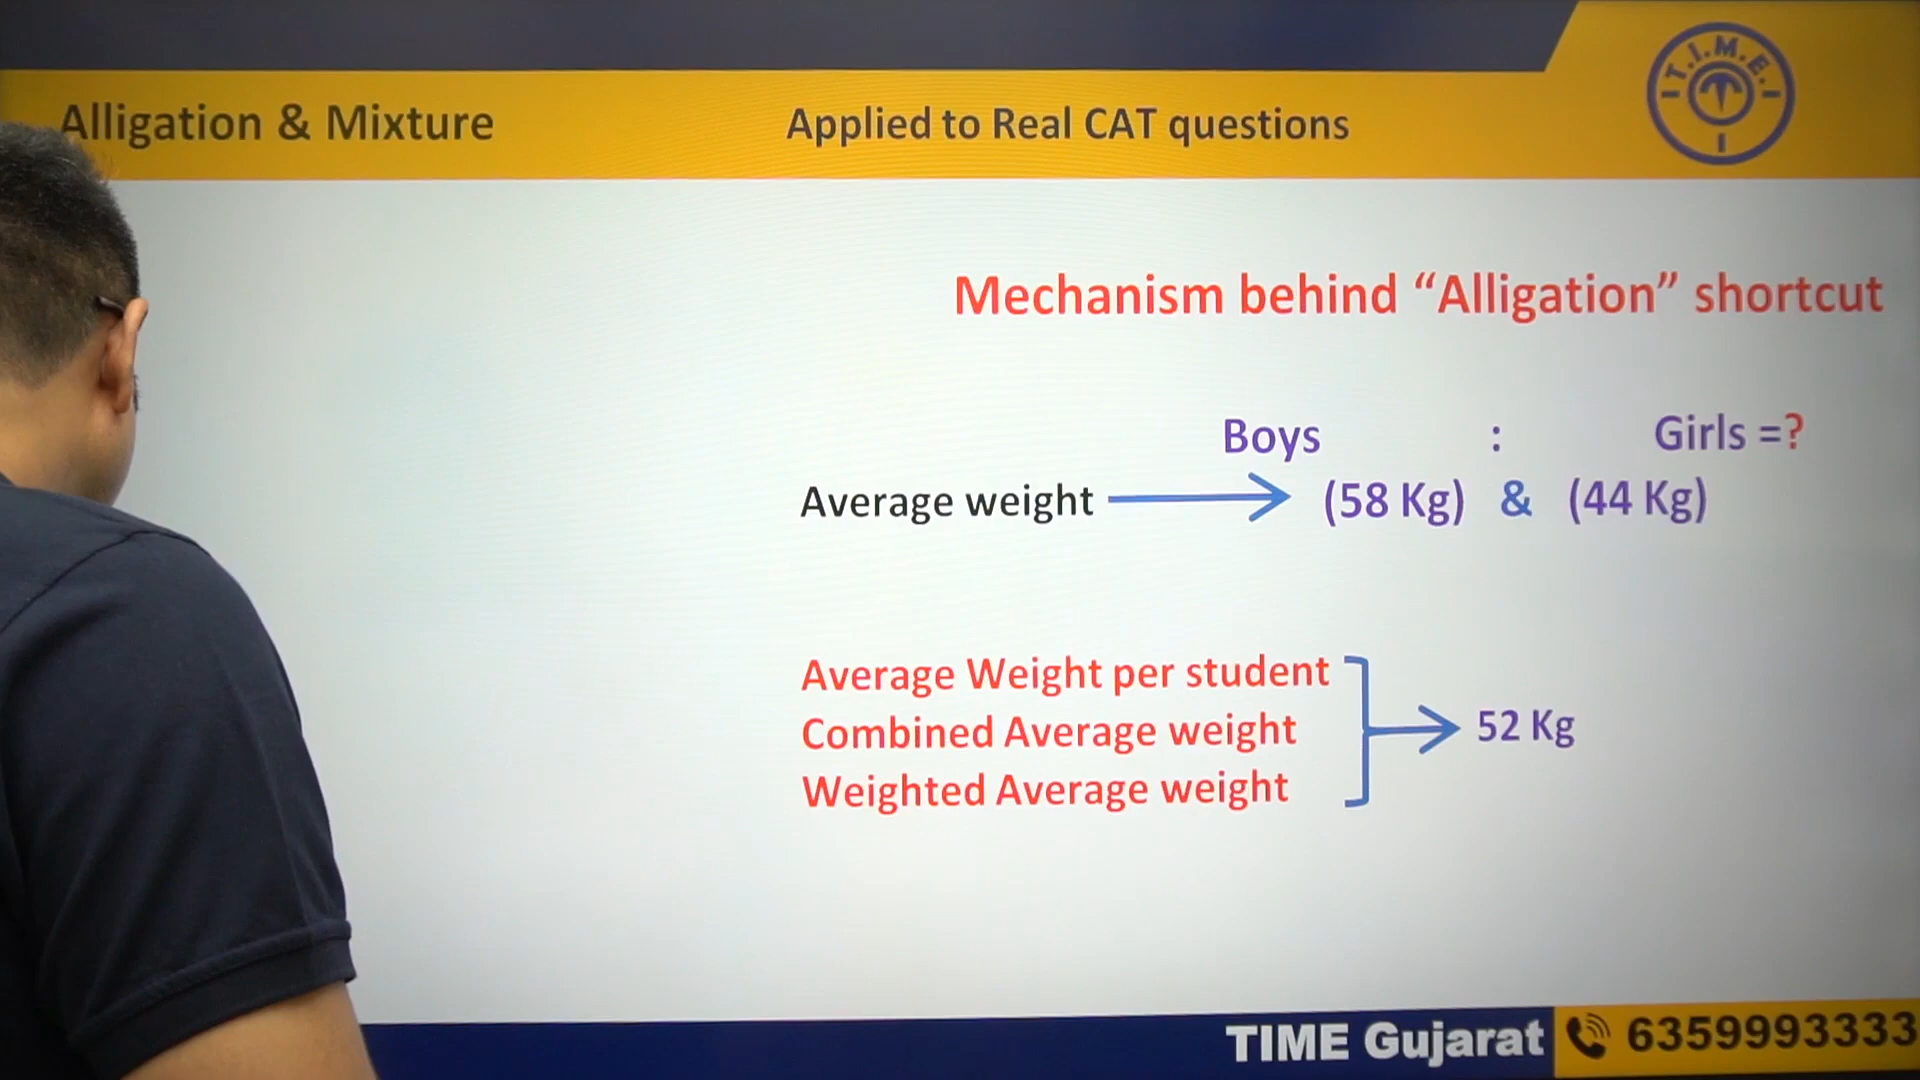 Alligation & Mixture
Applied to Real CAT questions
T.I.M.E.
Mechanism behind “Alligation” shortcut
Boys : Girls =?
Average weight (58 Kg) & (44 Kg)
Average Weight per student
Combined Average weight
Weighted Average weight
52 Kg
TIME Gujarat 6359993333